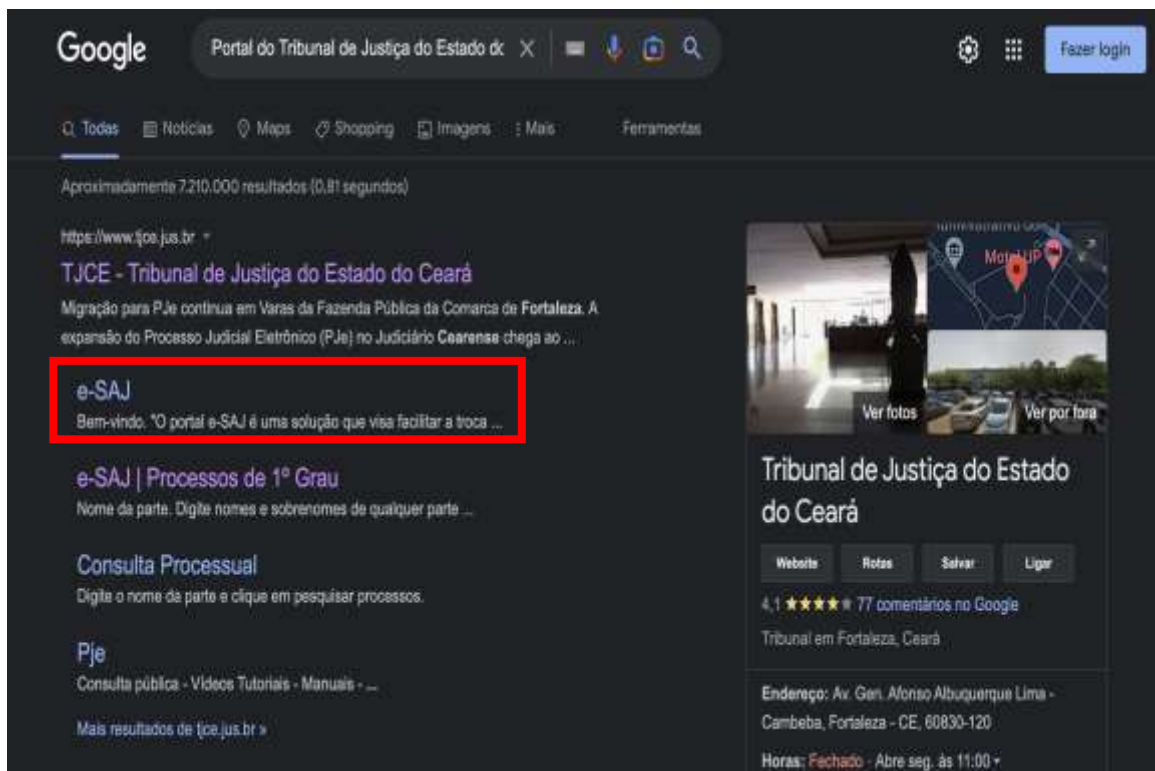 Google
Portal do Tribunal de Justiça do Estado dc
Fazer login
Todas Notícias Maps Shopping Imagens : Mais Ferramentas
Aproximadamente 7.210.000 resultados (0,81 segundos)
https://www.tjce.jus.br
TJCE - Tribunal de Justiça do Estado do Ceará
Migração para PJe continua em Varas da Fazenda Pública da Comarca de Fortaleza. A
expansão do Processo Judicial Eletrônico (PJe) no Judiciário Cearense chega ao ...
e-SAJ
Bem-vindo. "O portal e-SAJ é uma solução que visa facilitar a troca ...
e-SAJ | Processos de 1º Grau
Nome da parte. Digite nomes e sobrenomes de qualquer parte ...
Consulta Processual
Digite o nome da parte e clique em pesquisar processos.
Pje
Consulta pública - Vídeos Tutoriais - Manuais - ...
Mais resultados de tjce.jus.br »
Motel UP
Ver fotos
Ver por fora
Tribunal de Justiça do Estado
do Ceará
Website Rotas Salvar Ligar
4,1 77 comentários no Google
Tribunal em Fortaleza, Ceará
Endereço: Av. Gen. Afonso Albuquerque Lima -
Cambeba, Fortaleza - CE, 60830-120
Horas: Fechado · Abre seg. às 11:00